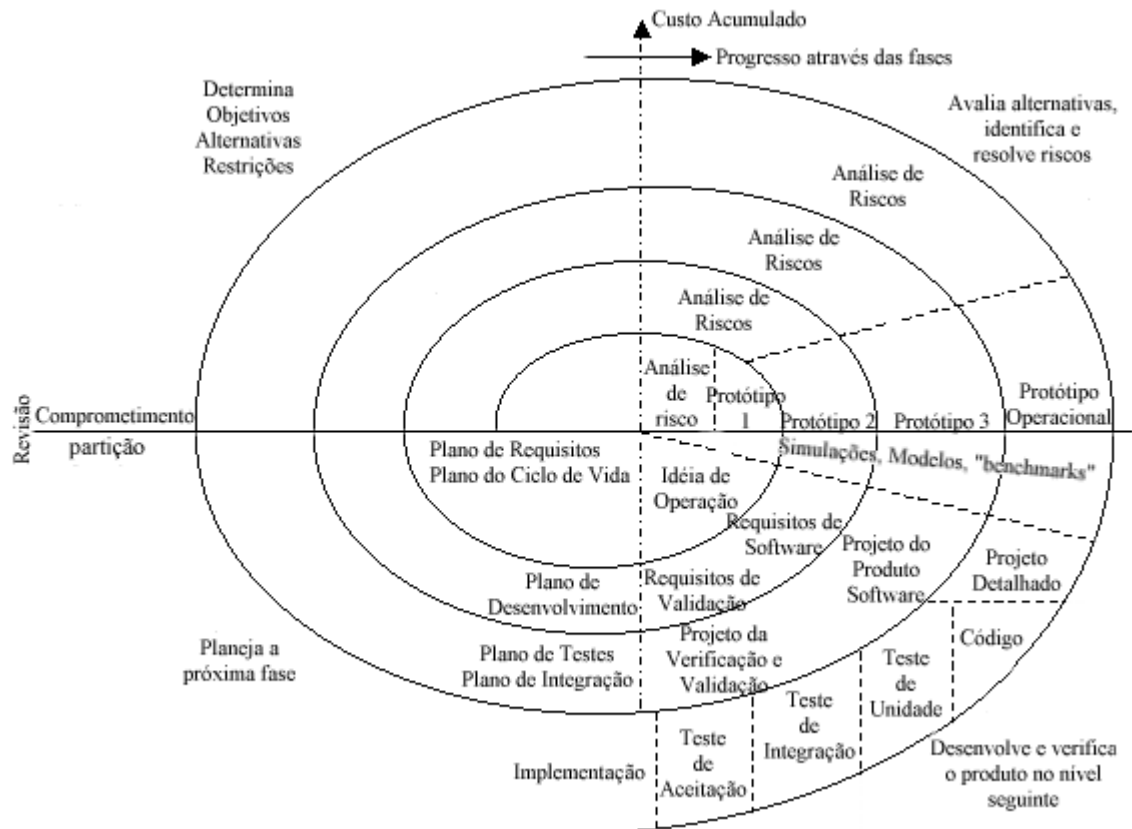 Custo Acumulado
Progresso através das fases
Determina
Objetivos
Alternativas
Restrições
Avalia alternativas,
identifica e
resolve riscos
Análise de
Riscos
Análise de
Riscos
Análise de
Riscos
Análise
de
risco
Protótipo
1
Protótipo 2
Protótipo 3
Protótipo
Operacional
Revisão
Comprometimento
partição
Simulações, Modelos, "benchmarks"
Plano de Requisitos
Plano do Ciclo de Vida
Idéia de
Operação
Requisitos de
Software
Projeto do
Produto
Software
Projeto
Detalhado
Plano de
Desenvolvimento
Requisitos de
Validação
Código
Planeja a
próxima fase
Plano de Testes
Plano de Integração
Projeto da
Verificação e
Validação
Teste
de
Unidade
Teste
de
Integração
Teste
de
Aceitação
Implementação
Desenvolve e verifica
o produto no nível
seguinte